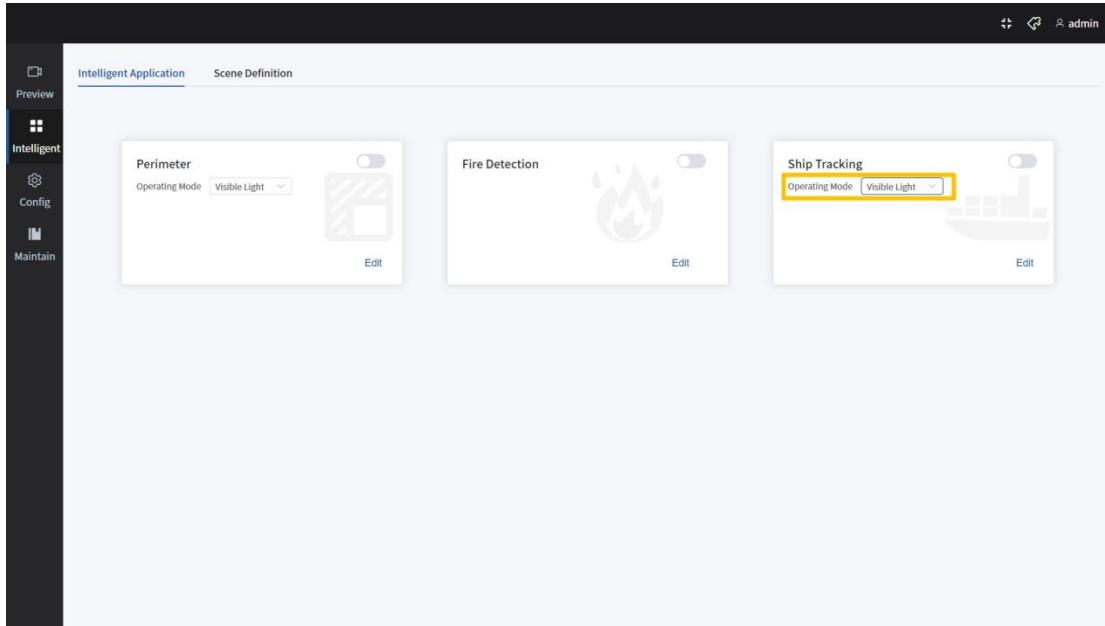 admin
Preview
Intelligent
Config
Maintain
Intelligent Application Scene Definition
Perimeter
Operating Mode Visible Light
Edit
Fire Detection
Edit
Ship Tracking
Operating Mode Visible Light
Edit